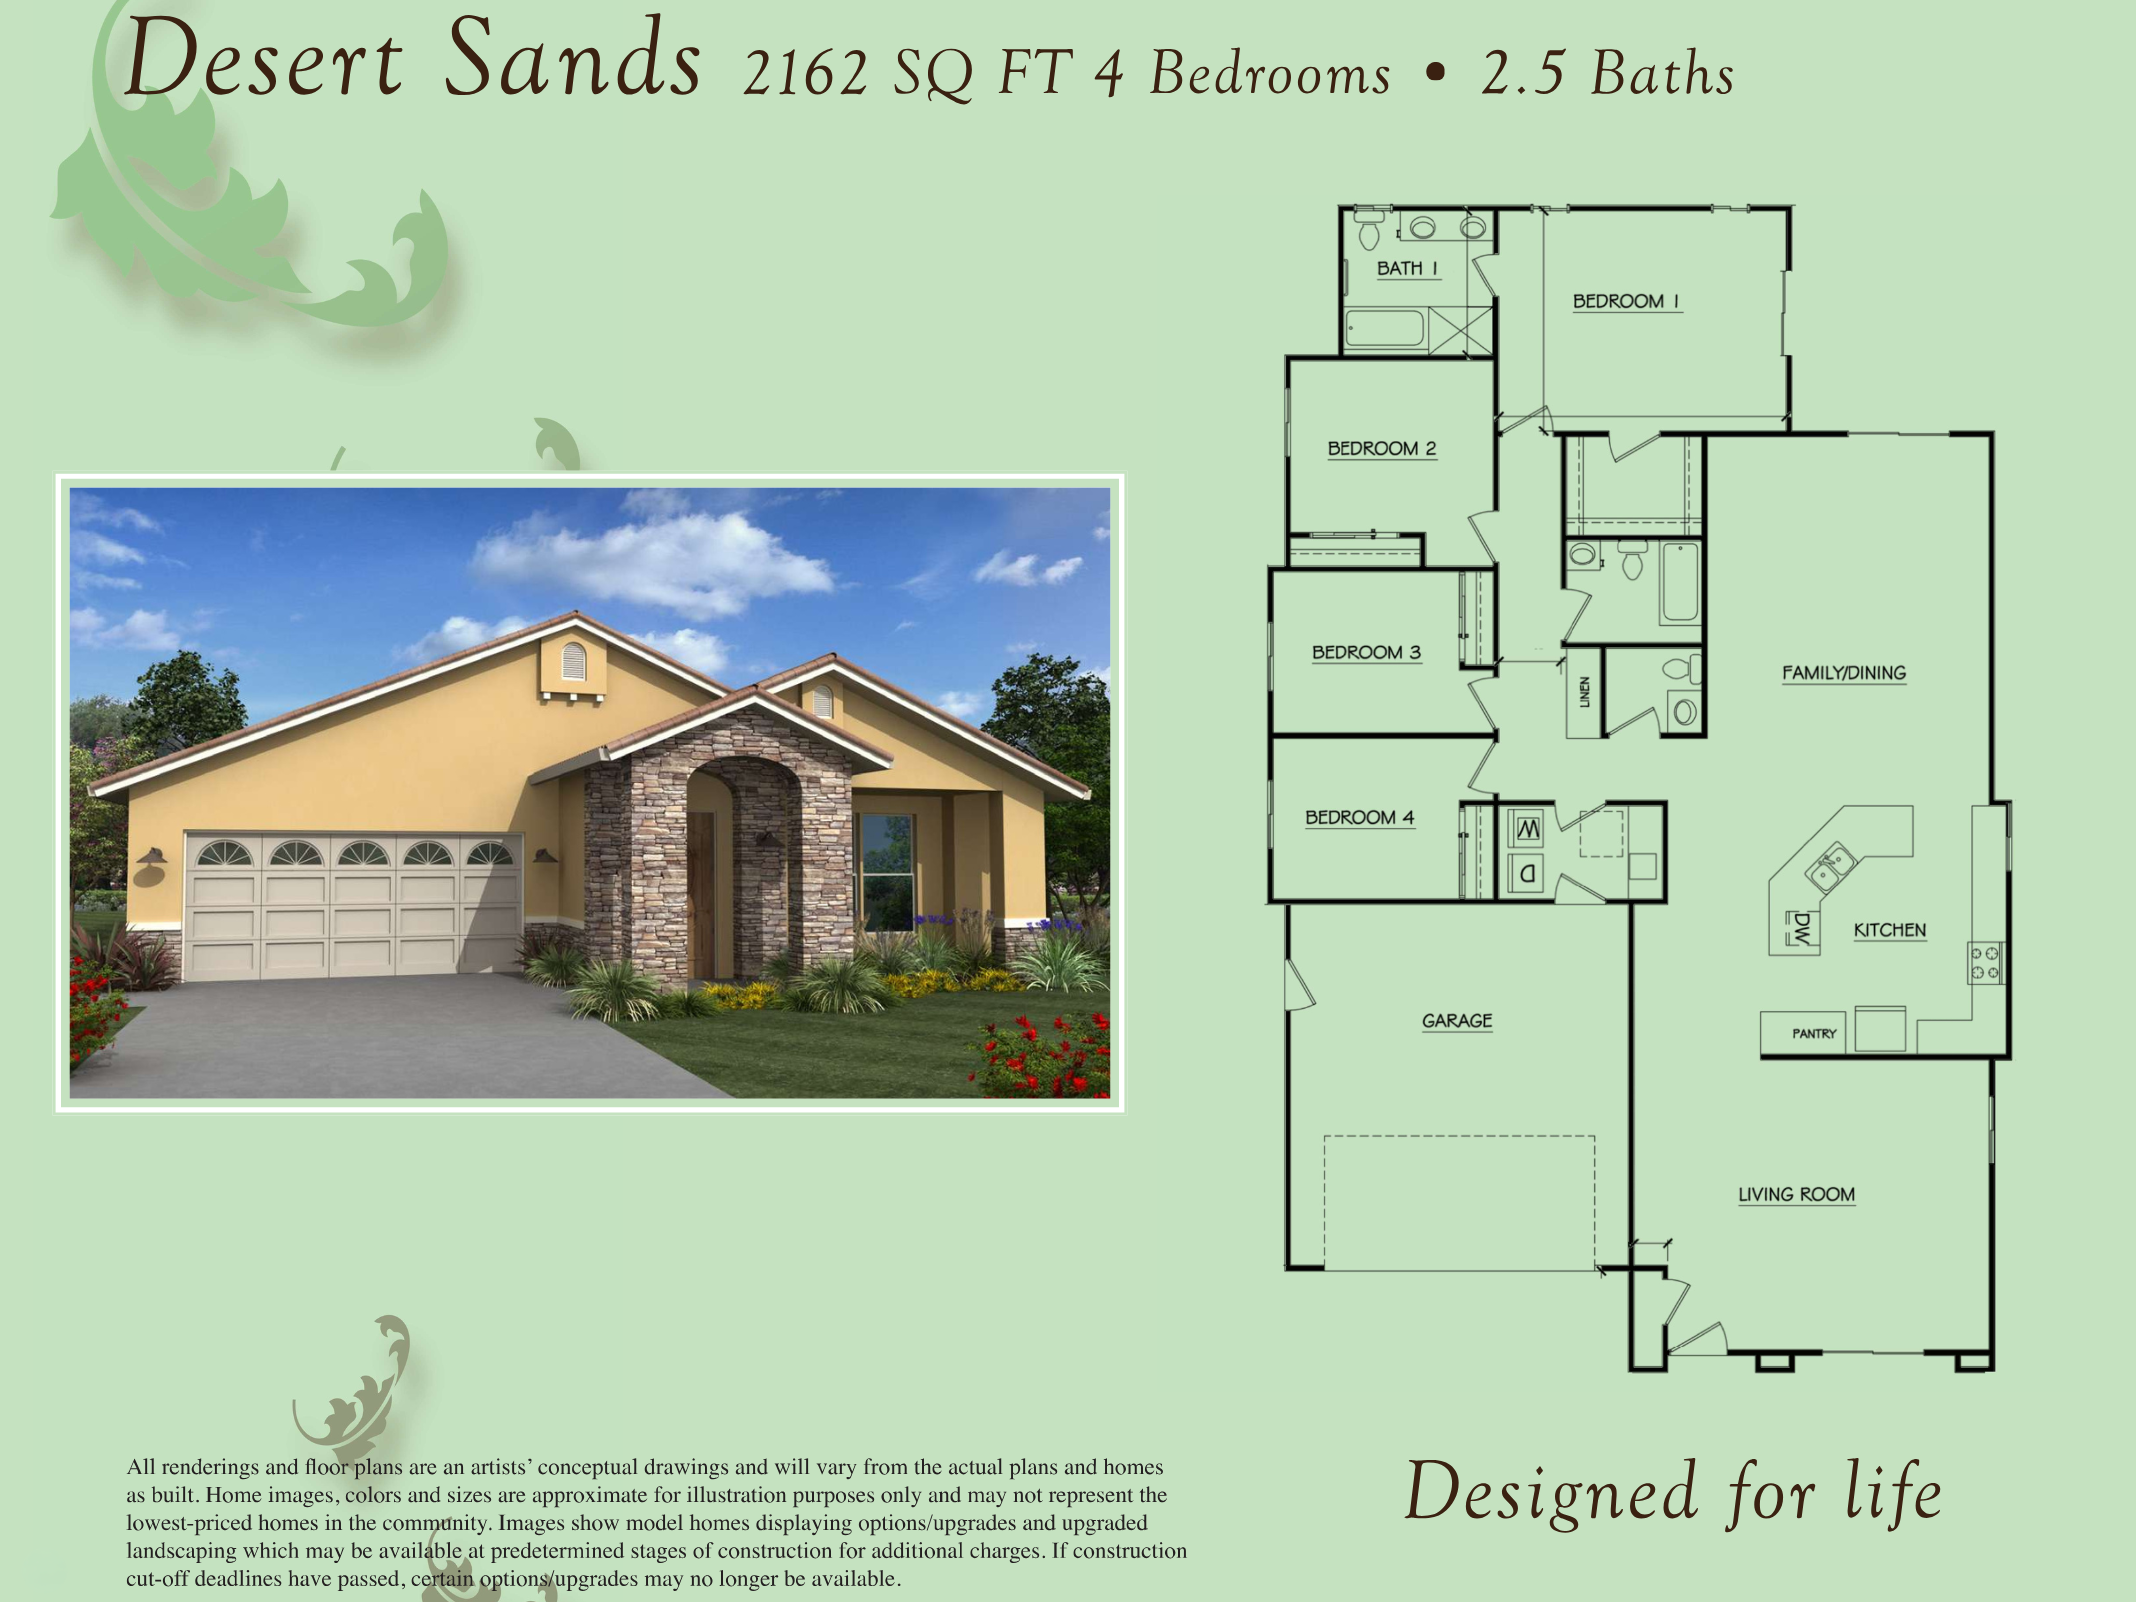 Desert Sands 2162 SQ FT 4 Bedrooms • 2.5 Baths
BATH 1
BEDROOM 1
BEDROOM 2
BEDROOM 3
LINEN
FAMILY/DINING
BEDROOM 4
W
D
DW
KITCHEN
GARAGE
PANTRY
LIVING ROOM
Designed for life
All renderings and floor plans are an artists’ conceptual drawings and will vary from the actual plans and homes
as built. Home images, colors and sizes are approximate for illustration purposes only and may not represent the
lowest-priced homes in the community. Images show model homes displaying options/upgrades and upgraded
landscaping which may be available at predetermined stages of construction for additional charges. If construction
cut-off deadlines have passed, certain options/upgrades may no longer be available.